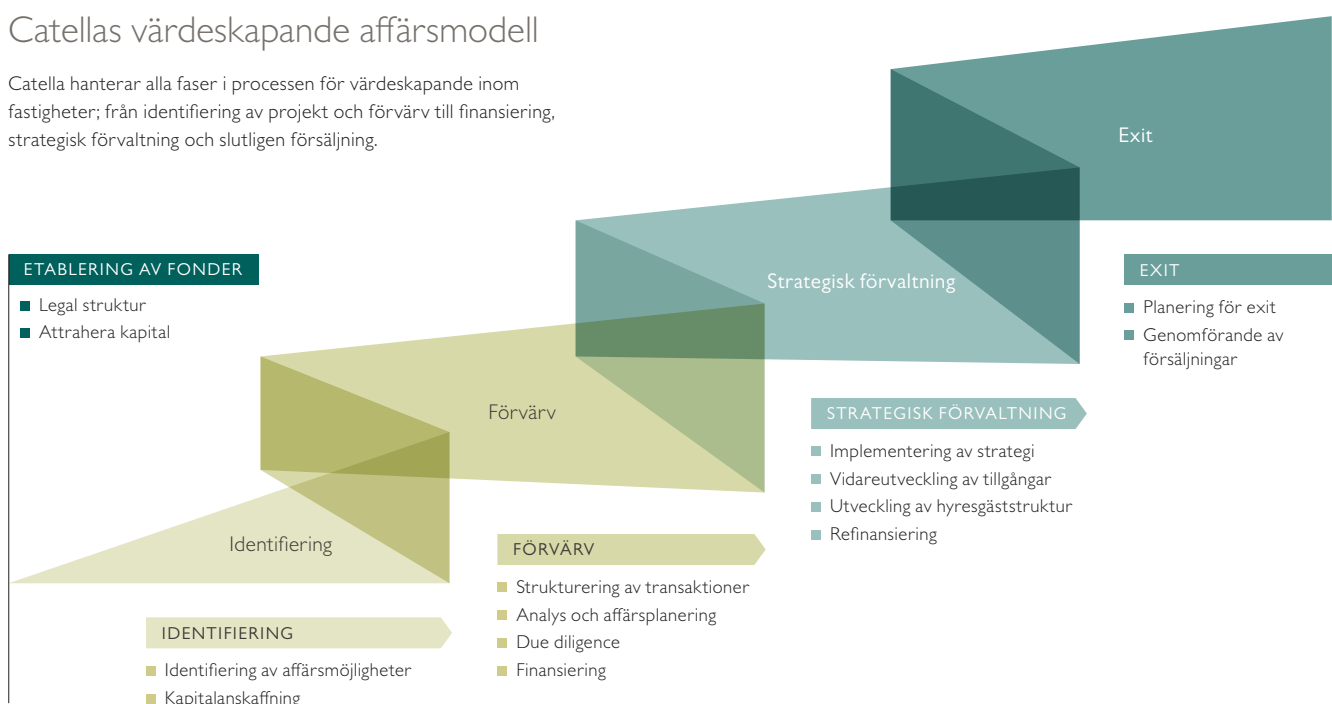 Catellas värdeskapande affärsmodell
Catella hanterar alla faser i processen för värdeskapande inom
fastigheter; från identifiering av projekt och förvärv till finansiering,
strategisk förvaltning och slutligen försäljning.
Exit
Strategisk förvaltning
Förvärv
Identifiering
ETABLERING AV FONDER
Legal struktur
Attrahera kapital
IDENTIFIERING
Identifiering av affärsmöjligheter
Kapitalanskaffning
FÖRVÄRV
Strukturering av transaktioner
Analys och affärsplanering
Due diligence
Finansiering
STRATEGISK FÖRVALTNING
Implementering av strategi
Vidareutveckling av tillgångar
Utveckling av hyresgäststruktur
Refinansiering
EXIT
Planering för exit
Genomförande av
försäljningar